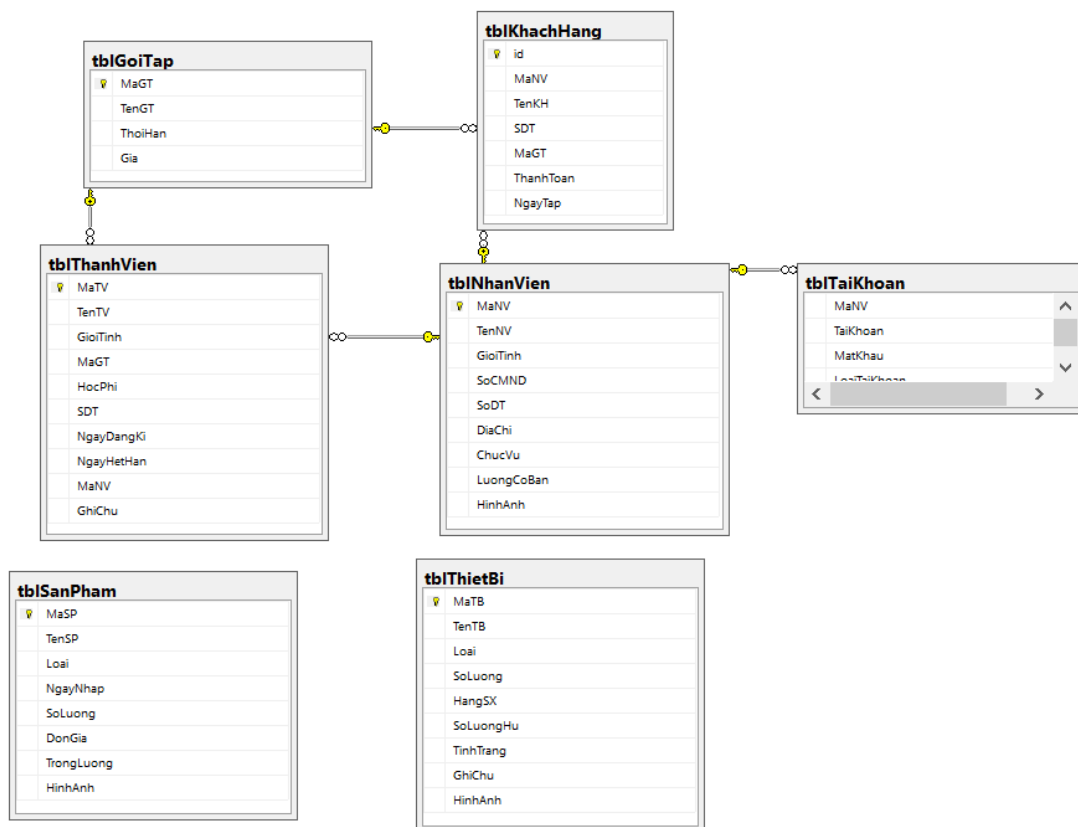 tblGoiTap
MaGT
TenGT
ThoiHan
Gia
tblKhachHang
id
MaNV
TenKH
SDT
MaGT
ThanhToan
NgayTap
tblThanhVien
MaTV
TenTV
GioiTinh
MaGT
HocPhi
SDT
NgayDangKi
NgayHetHan
MaNV
GhiChu
tblNhanVien
MaNV
TenNV
GioiTinh
SoCMND
SoDT
DiaChi
ChucVu
LuongCoBan
HinhAnh
tblTaiKhoan
MaNV
TaiKhoan
MatKhau
LoaiTaiKhoan
tblSanPham
MaSP
TenSP
Loai
NgayNhap
SoLuong
DonGia
TrongLuong
HinhAnh
tblThietBi
MaTB
TenTB
Loai
SoLuong
HangSX
SoLuongHu
TinhTrang
GhiChu
HinhAnh